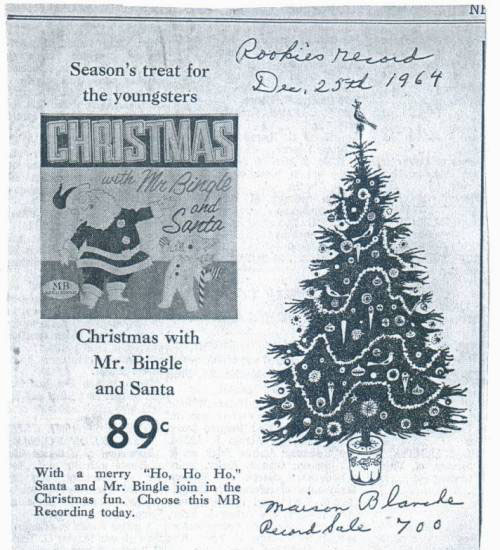 NE
Rookies record
Dec, 25th 1964
Season's treat for
the youngsters
CHRISTMAS
with Mr Bingle
and
Santa
MB
Christmas with
Mr. Bingle
and Santa
89c
With a merry "Ho, Ho Ho,"
Santa and Mr. Bingle join in the
Christmas fun. Choose this MB
Recording today.
Maison Blanche
Record Sale 700